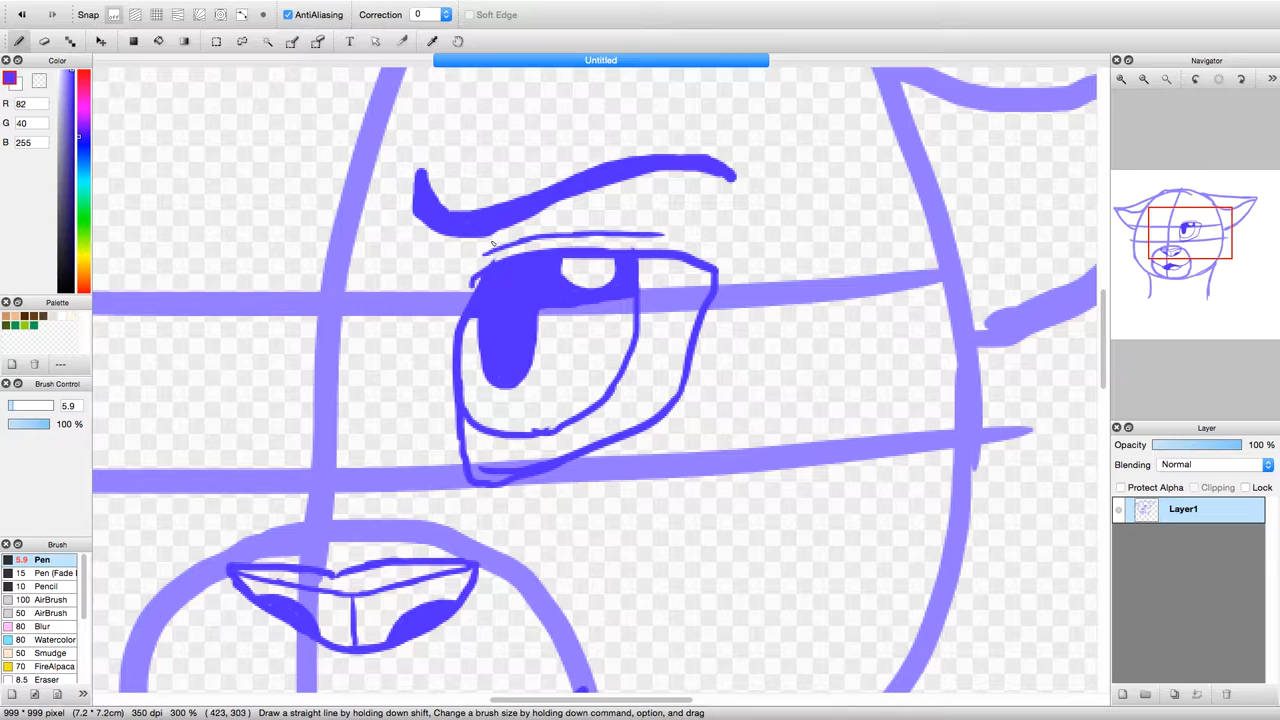 Snap off AntiAliasing Correction 0 Soft Edge
Color Untitled Navigator
R 82
G 40
B 255
Palette
---
Brush Control
5.9
100 %
Brush
5.9 Pen
15 Pen (Fade I
10 Pencil
100 AirBrush
50 AirBrush
80 Blur
80 Watercolor
50 Smudge
70 FireAlpaca
8.5 Eraser
Layer
Opacity 100 %
Blending Normal
Protect Alpha Clipping Lock
Layer1
999 * 999 pixel (7.2 * 7.2cm) 350 dpi 300 % ( 423, 303 ) Draw a straight line by holding down shift, Change a brush size by holding down command, option, and drag